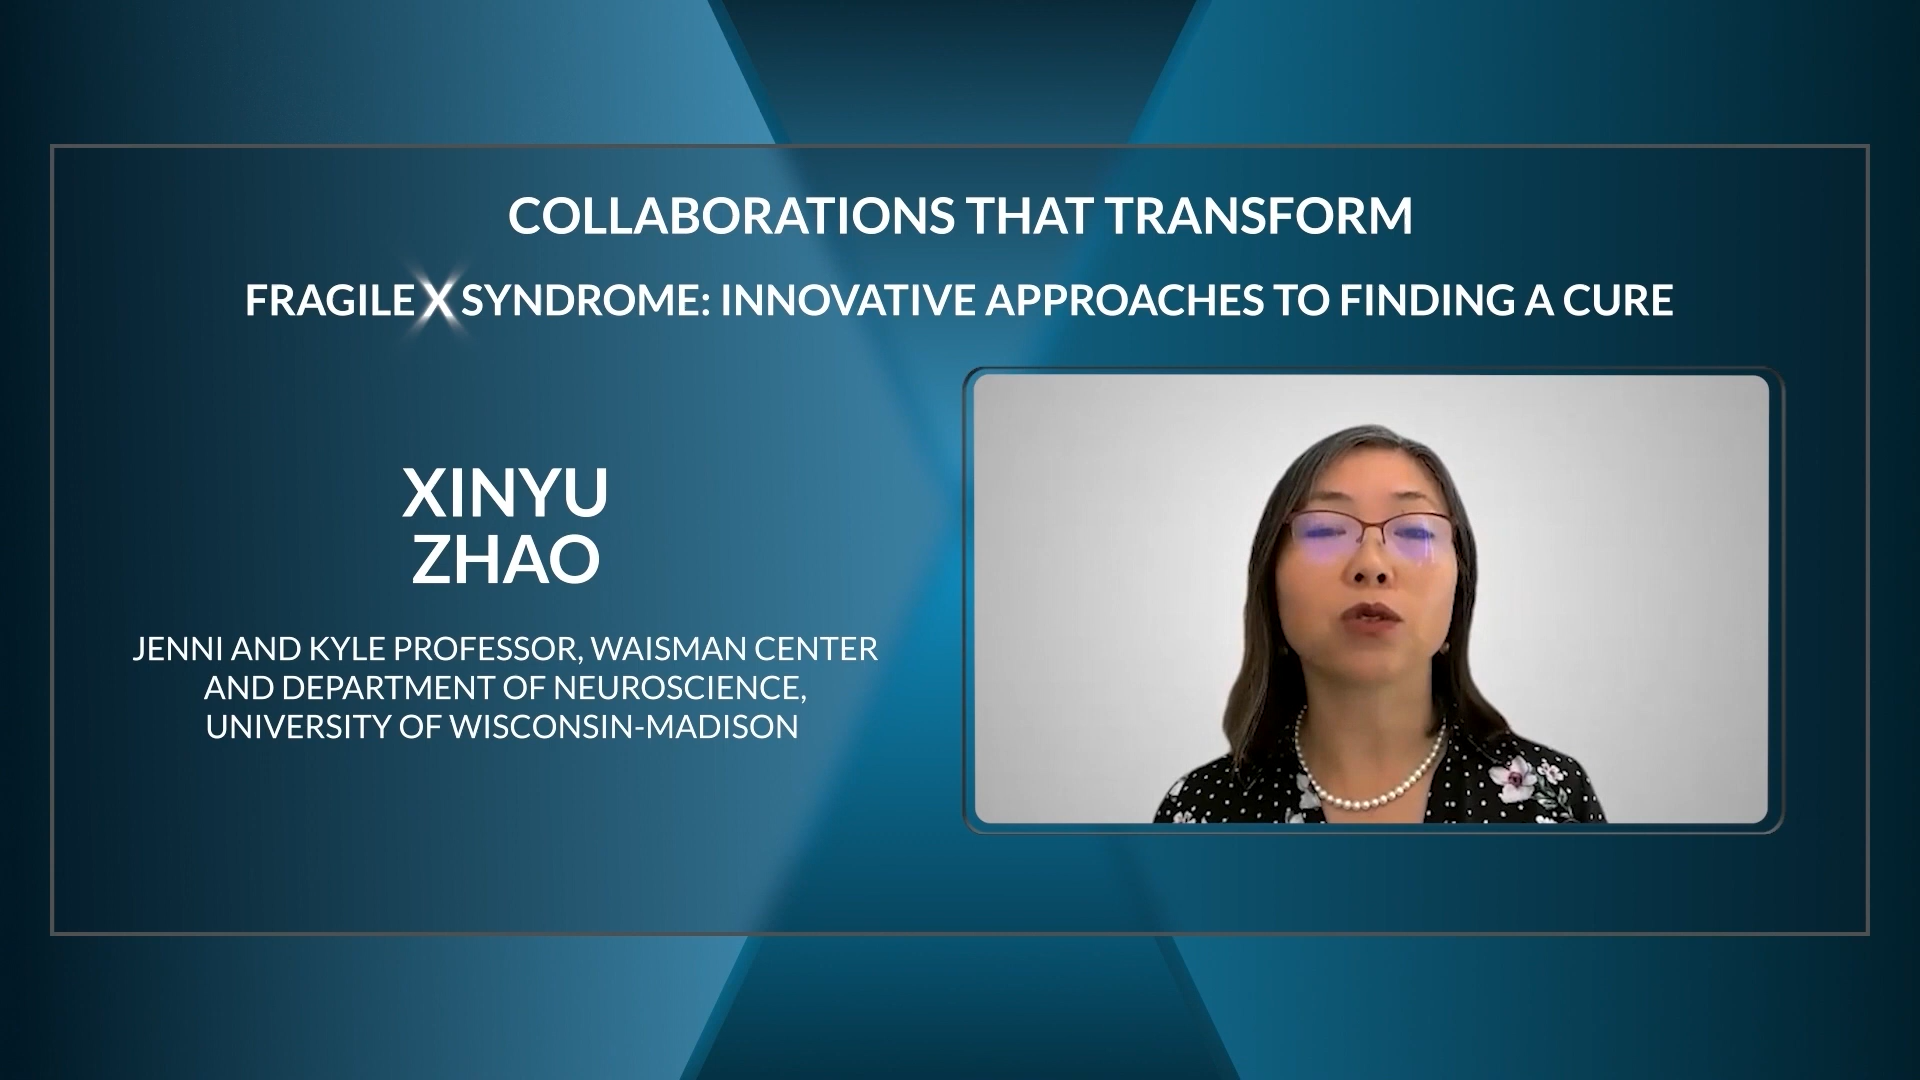 COLLABORATIONS THAT TRANSFORM
FRAGILE X SYNDROME: INNOVATIVE APPROACHES TO FINDING A CURE
XINYU
ZHAO
JENNI AND KYLE PROFESSOR, WAISMAN CENTER
AND DEPARTMENT OF NEUROSCIENCE,
UNIVERSITY OF WISCONSIN-MADISON